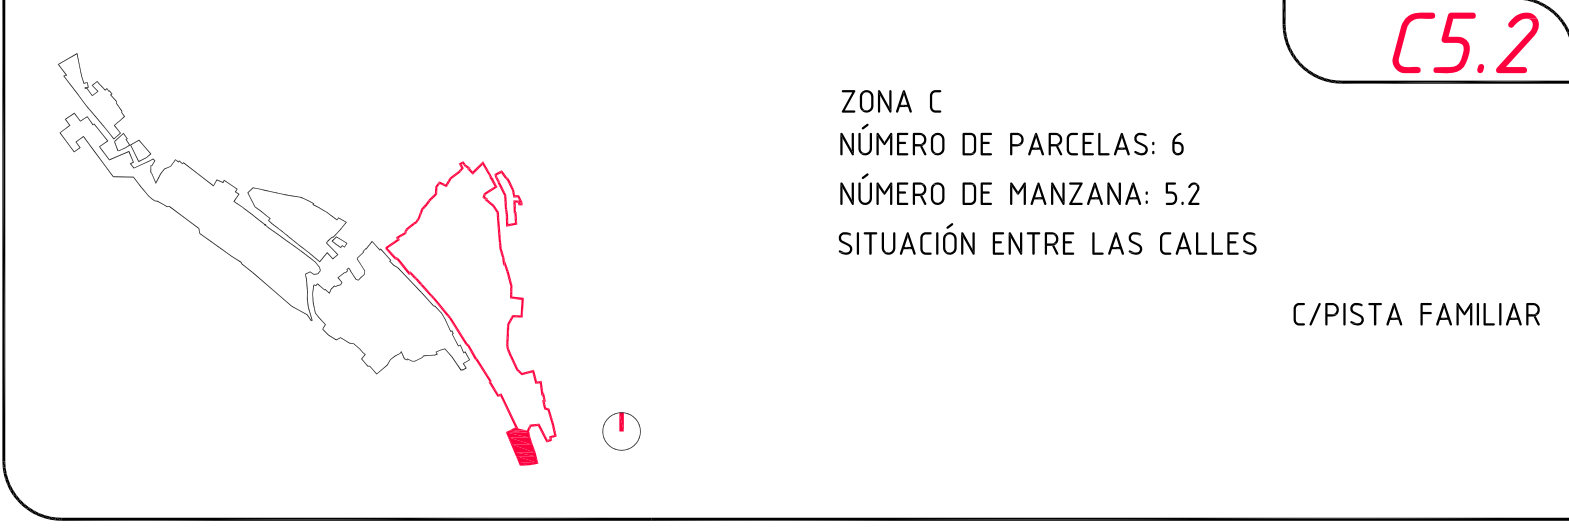 C5.2
ZONA C
NÚMERO DE PARCELAS: 6
NÚMERO DE MANZANA: 5.2
SITUACIÓN ENTRE LAS CALLES
C/PISTA FAMILIAR